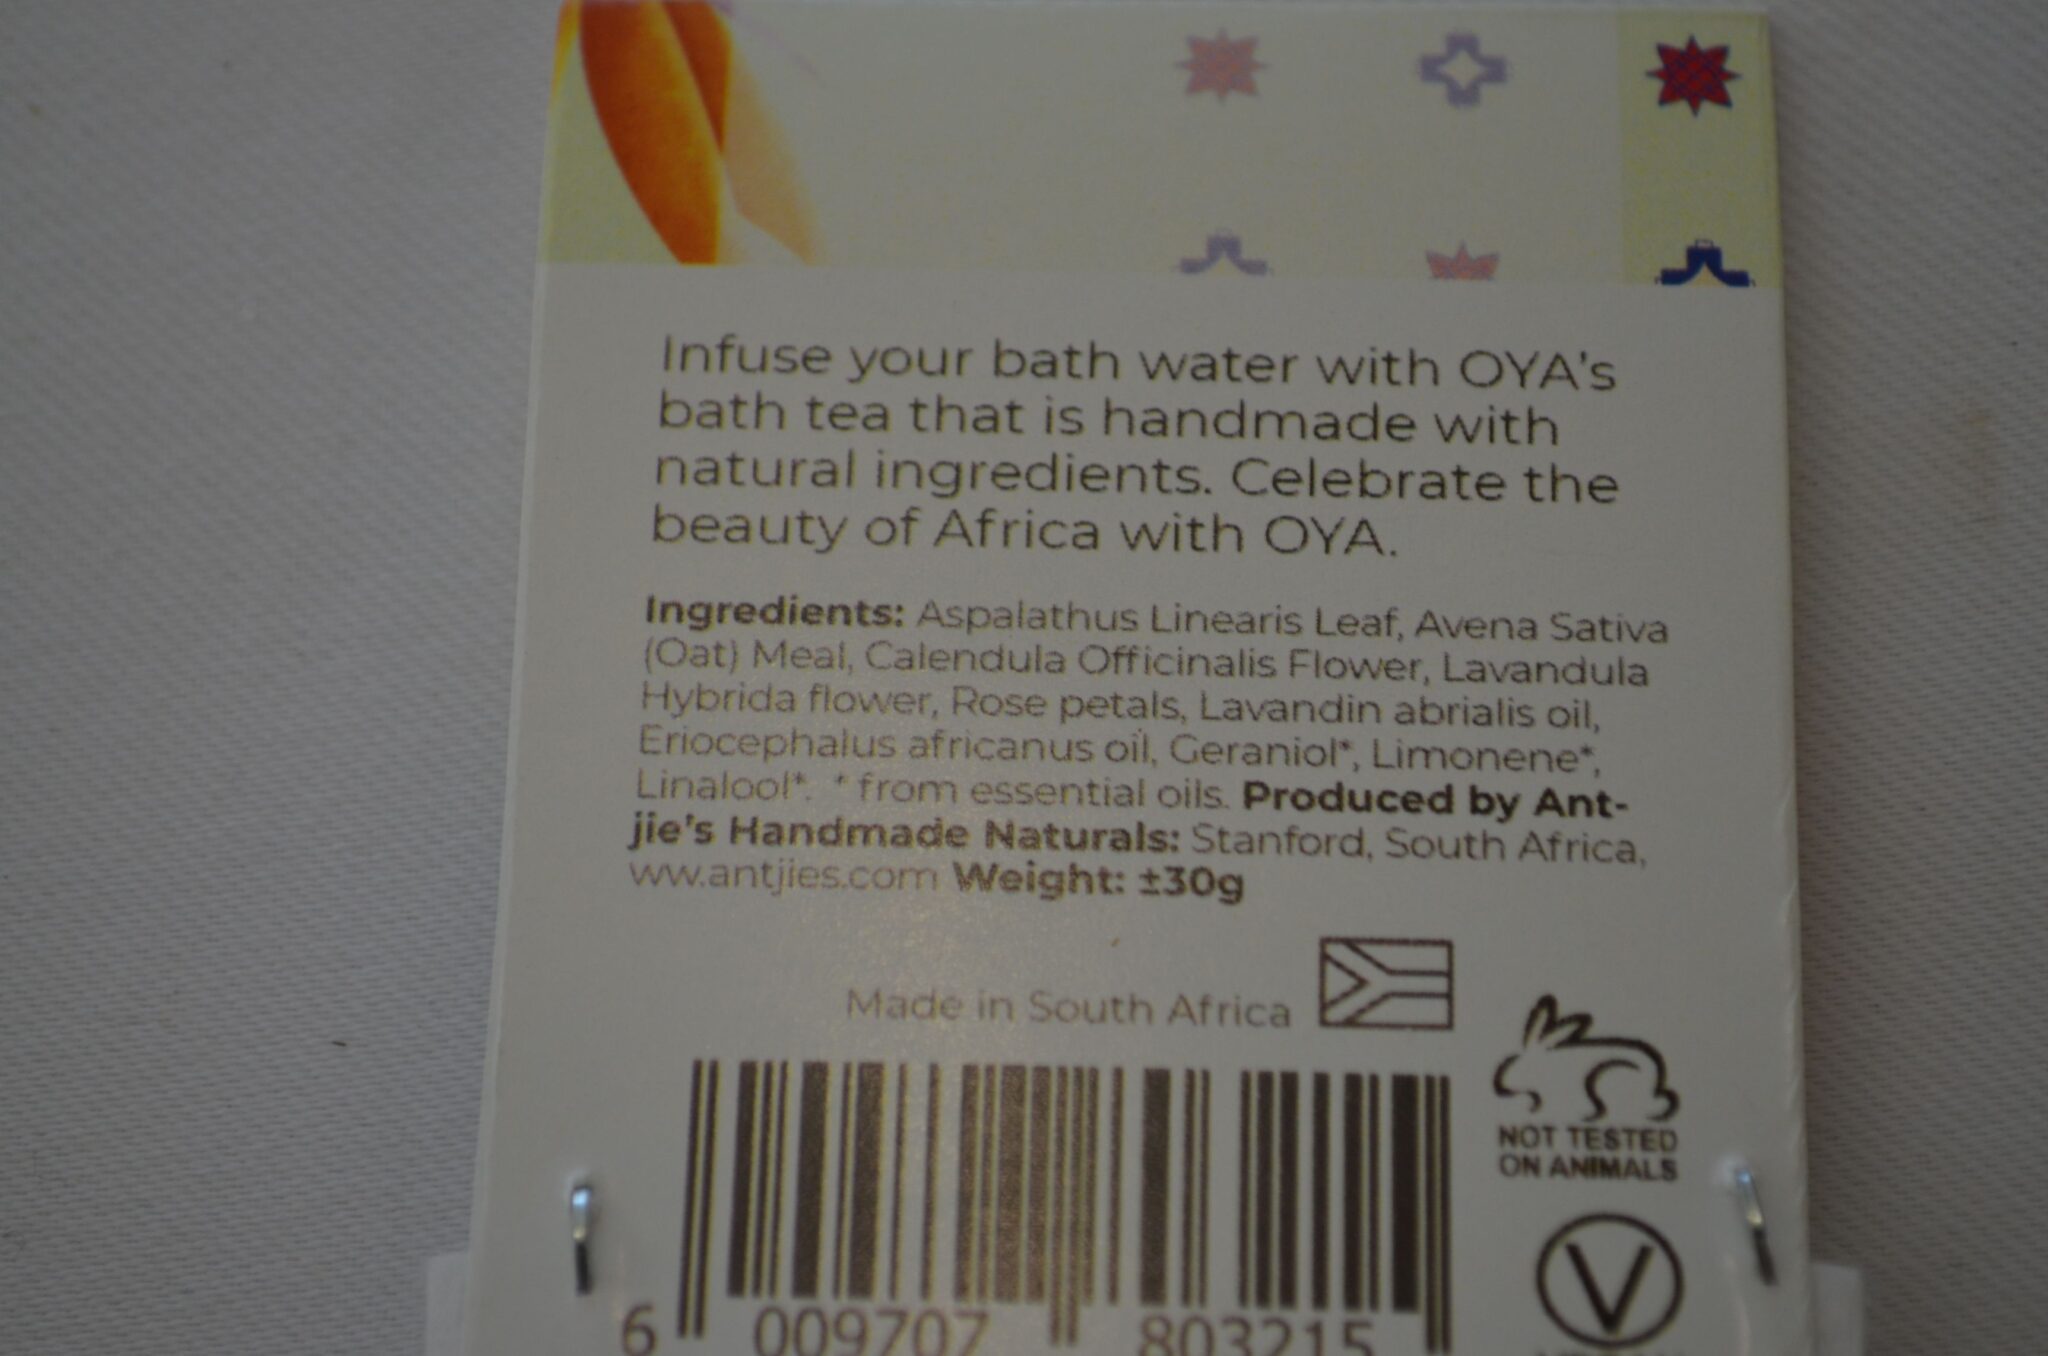 Infuse your bath water with OYA's
bath tea that is handmade with
natural ingredients. Celebrate the
beauty of Africa with OYA.
Ingredients: Aspalathus Linearis Leaf, Avena Sativa
(Oat) Meal, Calendula Officinalis Flower, Lavandula
Hybrida flower, Rose petals, Lavandin abrialis oil,
Eriocephalus africanus oil, Geraniol*, Limonene*,
Linalool*. * from essential oils. Produced by Ant-
jie's Handmade Naturals: Stanford, South Africa,
ww.antjies.com Weight: ±30g
Made in South Africa
NOT TESTED
ON ANIMALS
V
6 009707 803215